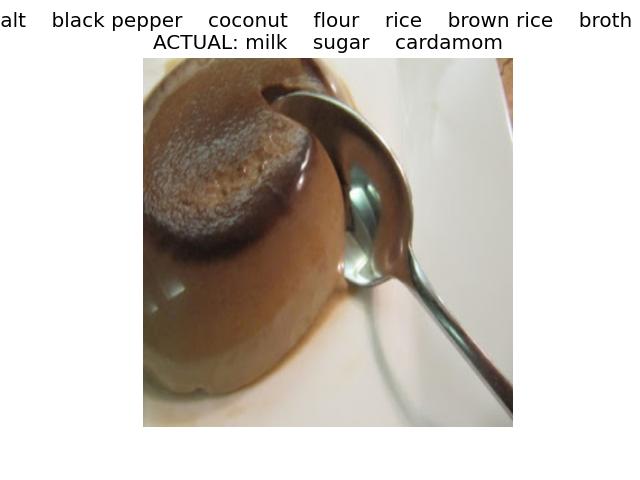 alt black pepper coconut flour rice brown rice broth
ACTUAL: milk sugar cardamom